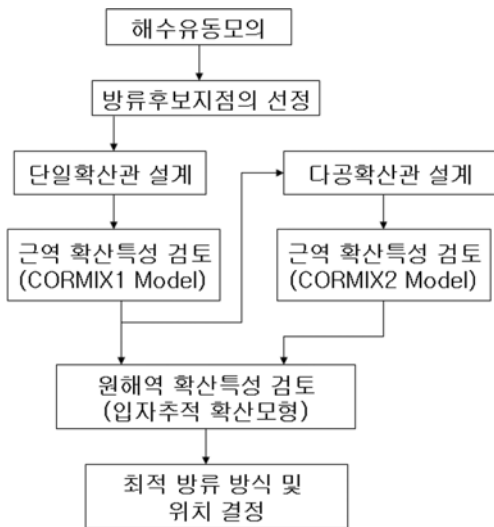 해수유동모의
방류후보지점의 선정
단일확산관 설계
다공확산관 설계
근역 확산특성 검토
(CORMIX1 Model)
근역 확산특성 검토
(CORMIX2 Model)
원해역 확산특성 검토
(입자추적 확산모형)
최적 방류 방식 및
위치 결정